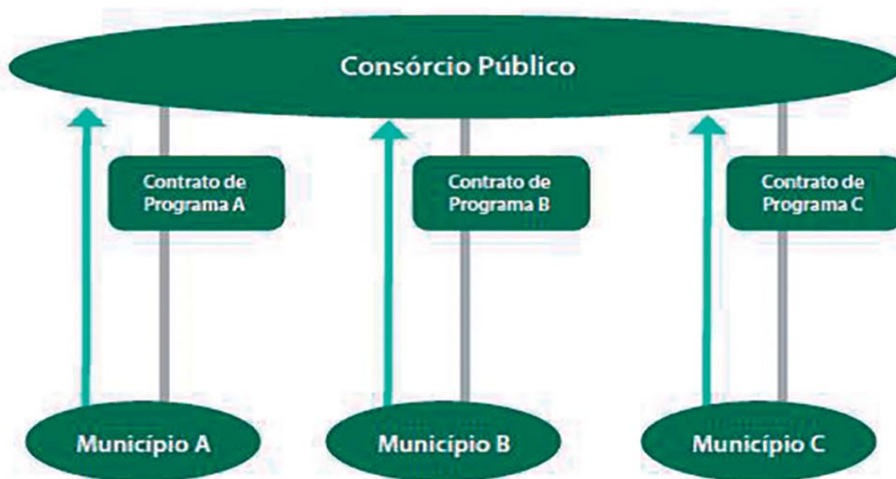 Consórcio Público
Contrato de
Programa A
Contrato de
Programa B
Contrato de
Programa C
Município A
Município B
Município C